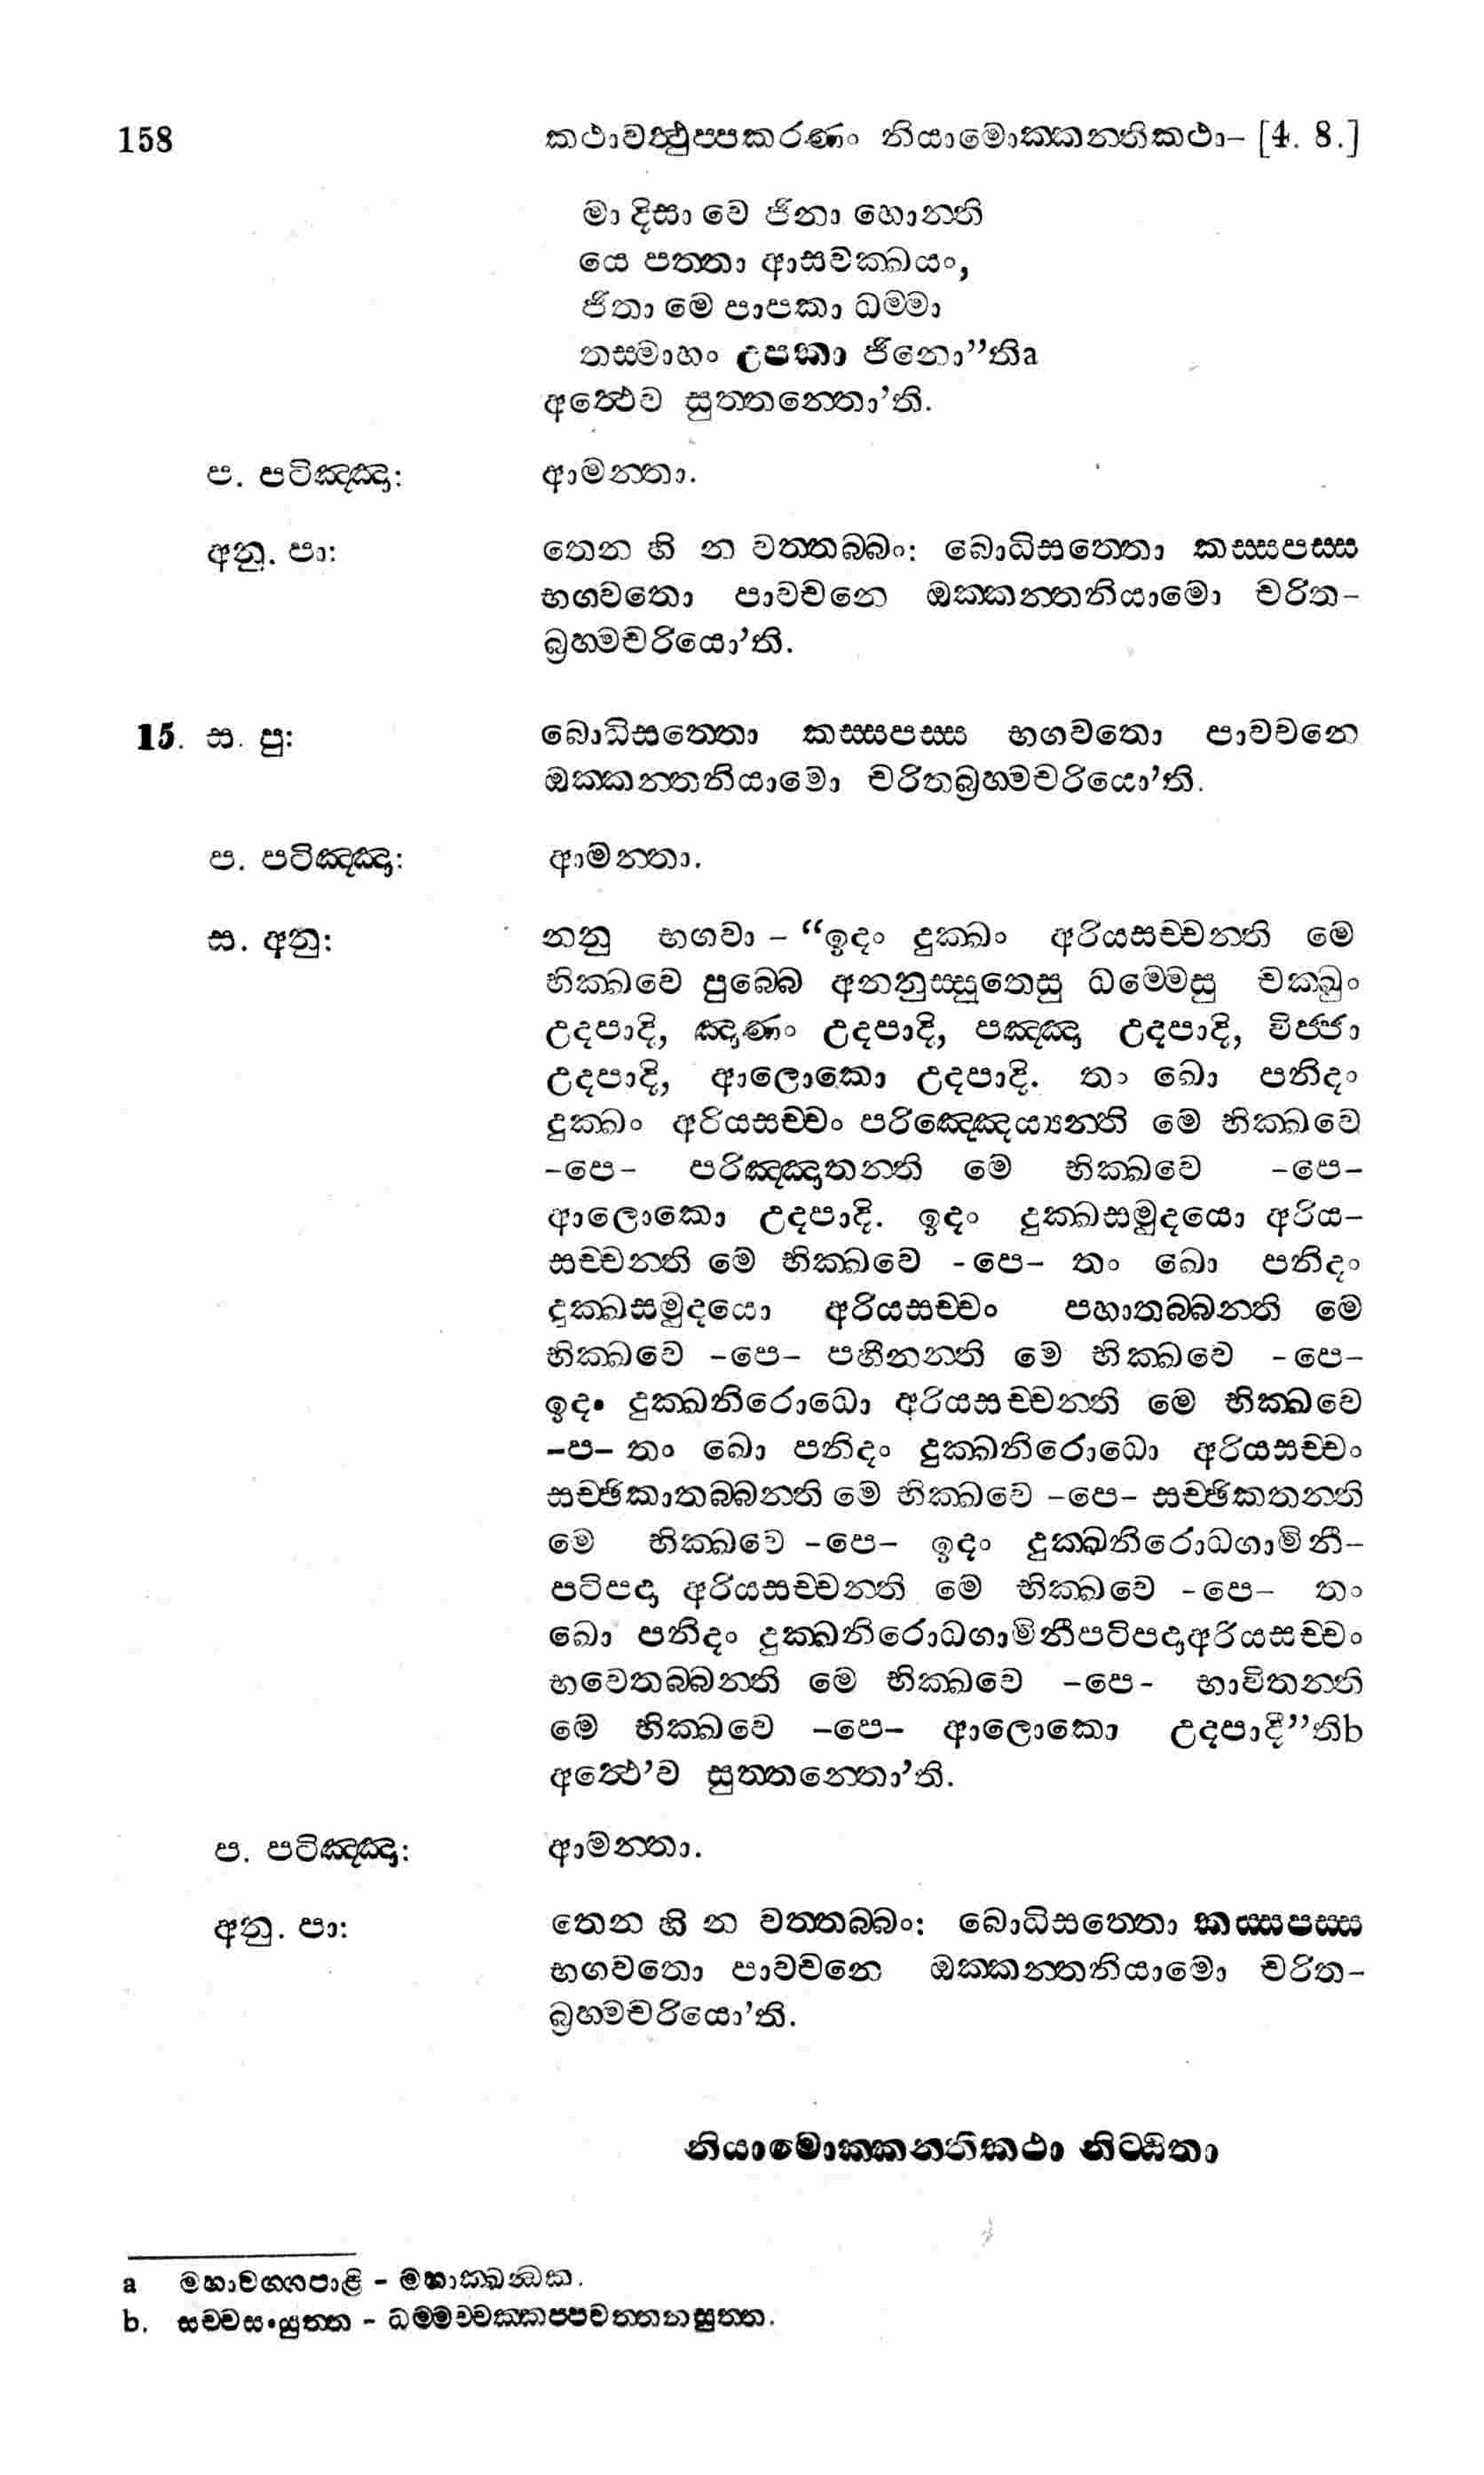 158 කථාවත්‍ථුප‍්පකරණං නියාමොක‍්කන‍්තිකථා– [4. 8.]
මා දිසා වෙ ජිනා හොන‍්ති
යෙ පත‍්තා ආසවක‍්ඛයං,
ජිතා මෙ පාපකා ධම‍්මා
තස‍්මාහං උපකා ජිනො”තිa
අත්‍ථෙව සුත‍්තන‍්තො’ති.
ප. පටිඤ‍්ඤා: ආමන‍්තා.
අනු. පා: තෙන හි න වත‍්තබ‍්බං: බොධිසත‍්තො කස‍්සපස‍්ස
භගවතො පාවචනෙ ඔක‍්කන‍්තනියාමො චරිත–
බ්‍රහ‍්මචරියො’ති.
15. ස. පු: බොධිසත‍්තො කස‍්සපස‍්ස භගවතො පාවචනෙ
ඔක‍්කන‍්තනියාමො චරිතබ්‍රහ‍්මචරියො’ති.
ප. පටිඤ‍්ඤා: ආමන‍්තා.
ස. අනු: නනු භගවා – “ඉදං දුක‍්ඛං අරියසච‍්චන‍්ති මෙ
භික‍්ඛවෙ පුබ‍්බෙ අනනුස‍්සුතෙසු ධම‍්මෙසු චක‍්ඛුං
උදපාදි, ඤාණං උදපාදි, පඤ‍්ඤා උදපාදි, විජ‍්ජා
උදපාදි, ආලොකො උදපාදි. තං ඛො පනිදං
දුක‍්ඛං අරියසච‍්චං පරිඤ‍්ඤෙය්‍යන‍්ති මෙ භික‍්ඛවෙ
–පෙ– පරිඤ‍්ඤාතන‍්ති මෙ භික‍්ඛවෙ –පෙ–
ආලොකො උදපාදි. ඉදං දුක‍්ඛසමුදයො අරිය–
සච‍්චන‍්ති මෙ භික‍්ඛවෙ -පෙ– තං ඛො පනිදං
දුක‍්ඛසමුදයො අරියසච‍්චං පහාතබ‍්බන‍්ති මෙ
භික‍්ඛවෙ –පෙ– පහීනන‍්ති මෙ භික‍්ඛවෙ –පෙ–
ඉදං දුක‍්ඛනිරොධො අරියසච‍්චන‍්ති මෙ භික‍්ඛවෙ
–ප– තං ඛො පනිදං දුක‍්ඛනිරොධො අරියසච‍්චං
සච‍්ඡිකාතබ‍්බන‍්ති මෙ භික‍්ඛවෙ –පෙ– සච‍්ඡිකතන‍්ති
මෙ භික‍්ඛවෙ –පෙ– ඉදං දුක‍්ඛනිරොධගාමිනී–
පටිපදා අරියසච‍්චන‍්ති මෙ භික‍්ඛවෙ -පෙ– තං
ඛො පනිදං දුක‍්ඛනිරොධගාමිනීපටිපදාඅරියසච‍්චං
භවෙතබ‍්බන‍්ති මෙ භික‍්ඛවෙ –පෙ- භාවිතන‍්ති
මෙ භික‍්ඛවෙ –පෙ– ආලොකො උදපාදී”තිb
අත්‍ථෙ’ව සුත‍්තන‍්තො’ති.
ප. පටිඤ‍්ඤා: ආමන‍්තා.
අනු. පා: තෙන හි න වත‍්තබ‍්බං: බොධිසත‍්තො කස‍්සපස‍්ස
භගවතො පාවචනෙ ඔක‍්කන‍්තනියාමො චරිත–
බ්‍රහ‍්මචරියො’ති.
නියාමොක‍්කන‍්තිකථා නිට‍්ඨිතා
a මහාවග‍්ගපාළි – මහාක‍්ඛන්‍ධක.
b. සච‍්චසංයුත‍්ත – ධම‍්මච‍්චක‍්කප‍්පවත‍්තනසුත‍්ත.